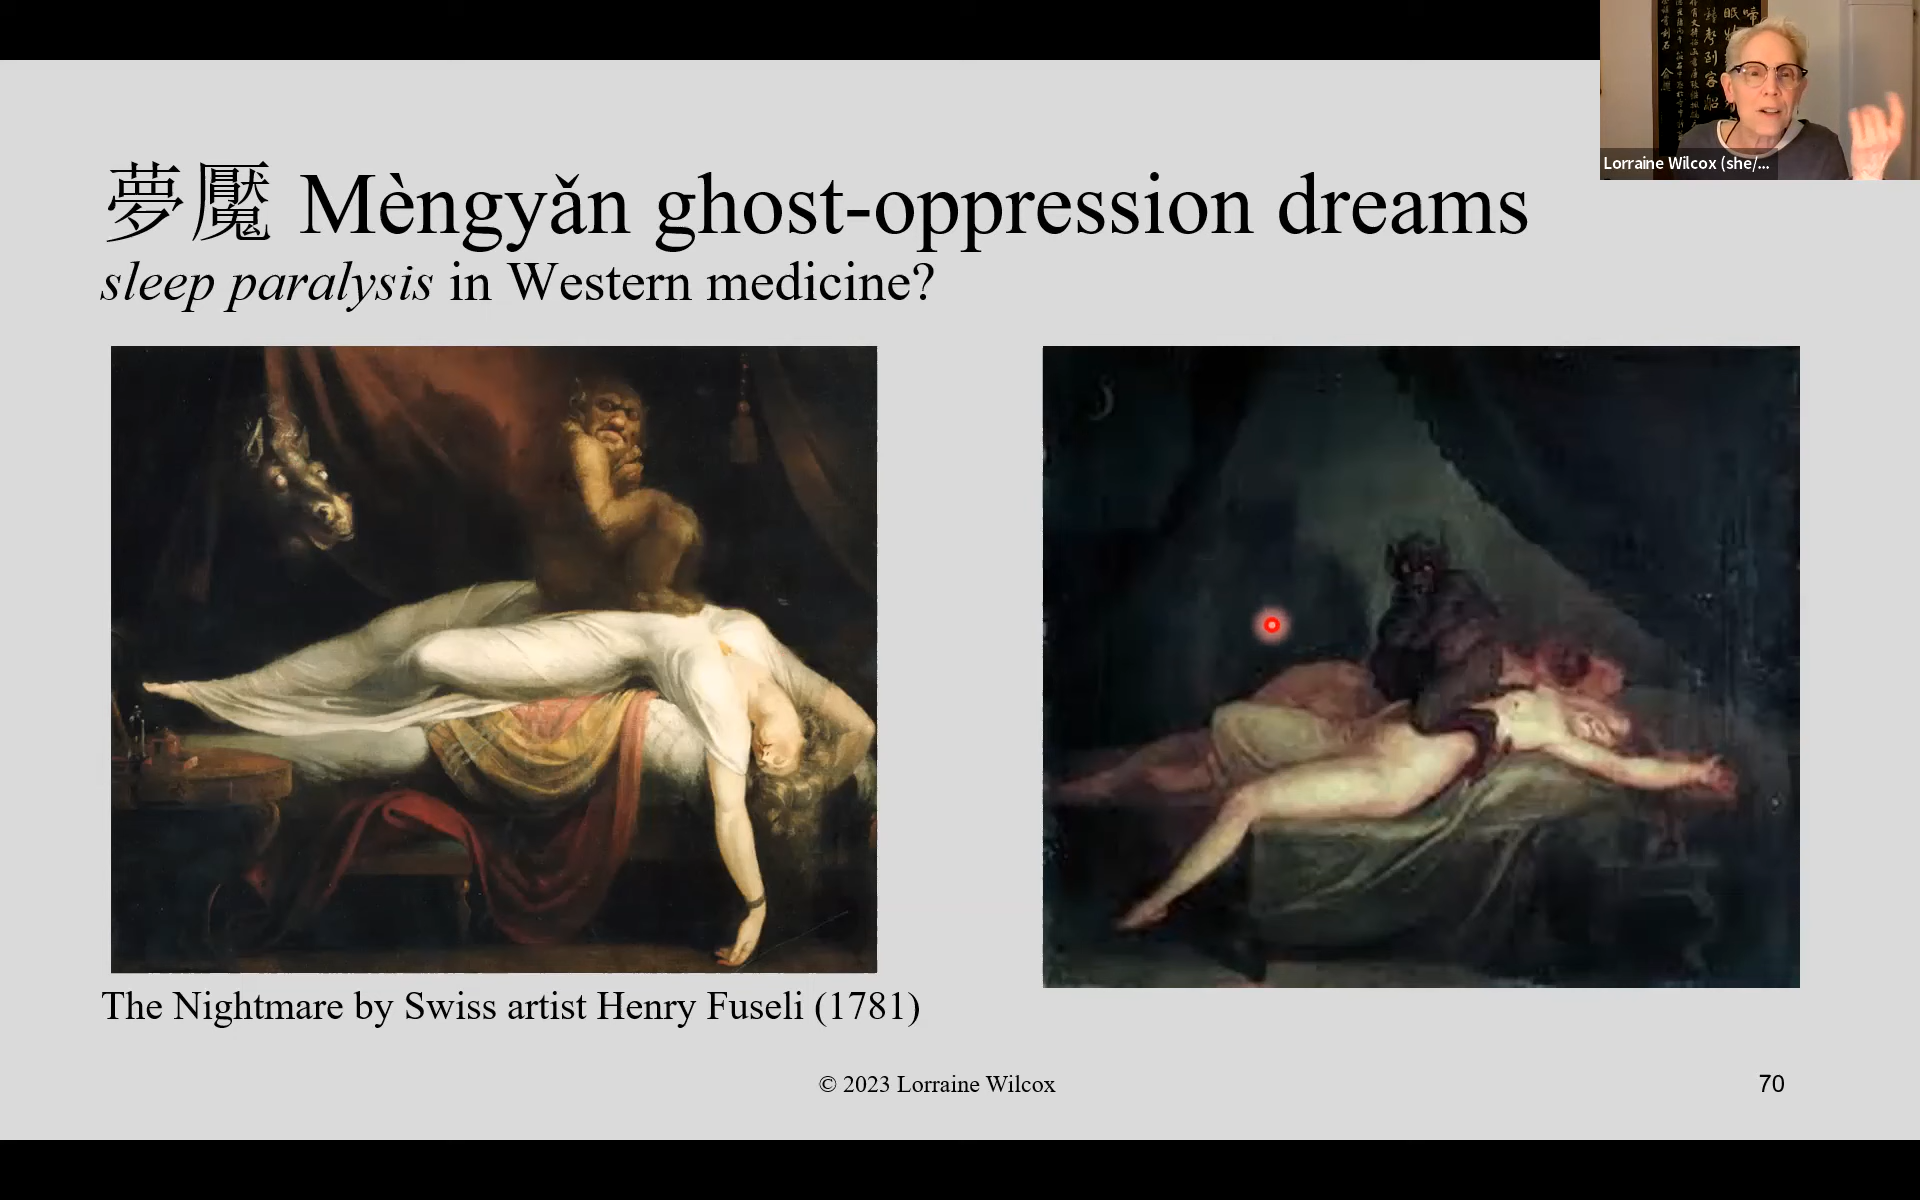 夢魘 Mèngyǎn ghost-oppression dreams
sleep paralysis in Western medicine?
Lorraine Wilcox (she/...
The Nightmare by Swiss artist Henry Fuseli (1781)
© 2023 Lorraine Wilcox
70